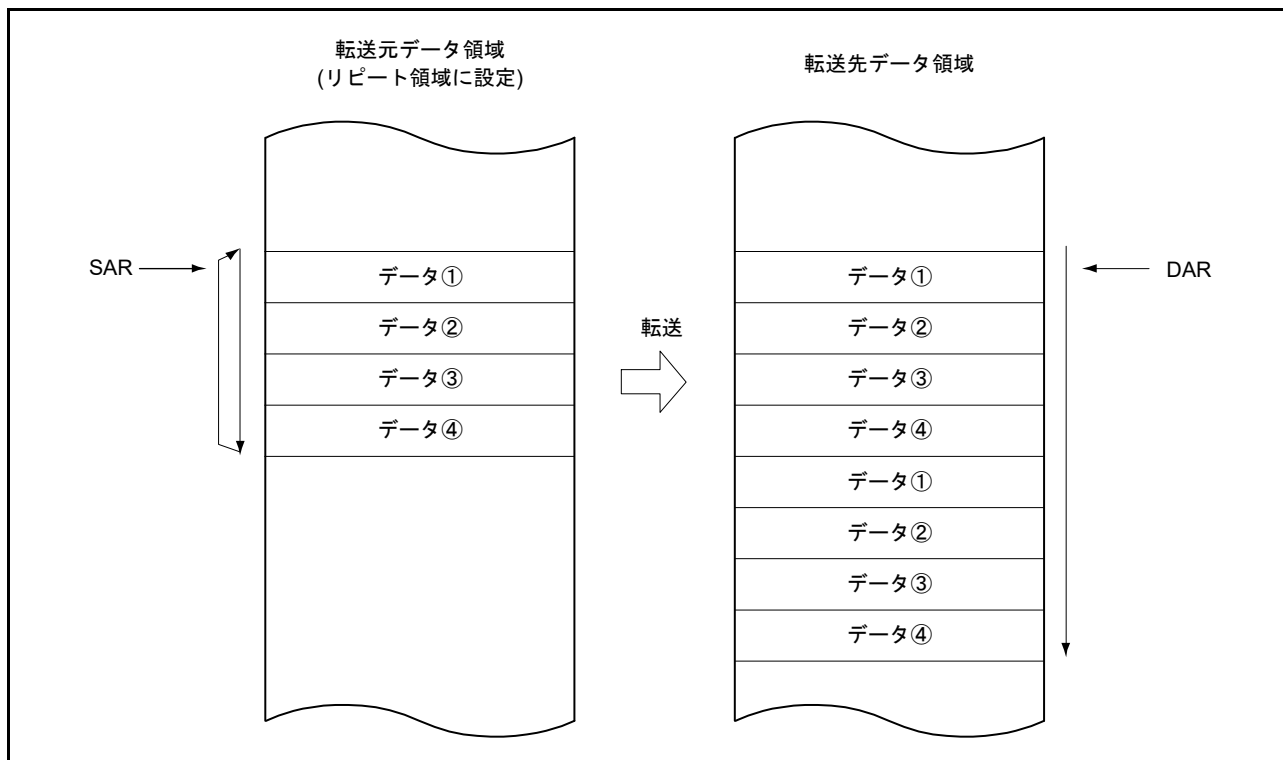 転送元データ領域
(リピート領域に設定)
転送先データ領域
SAR
データ①
データ②
データ③
データ④
転送
データ①
データ②
データ③
データ④
データ①
データ②
データ③
データ④
DAR